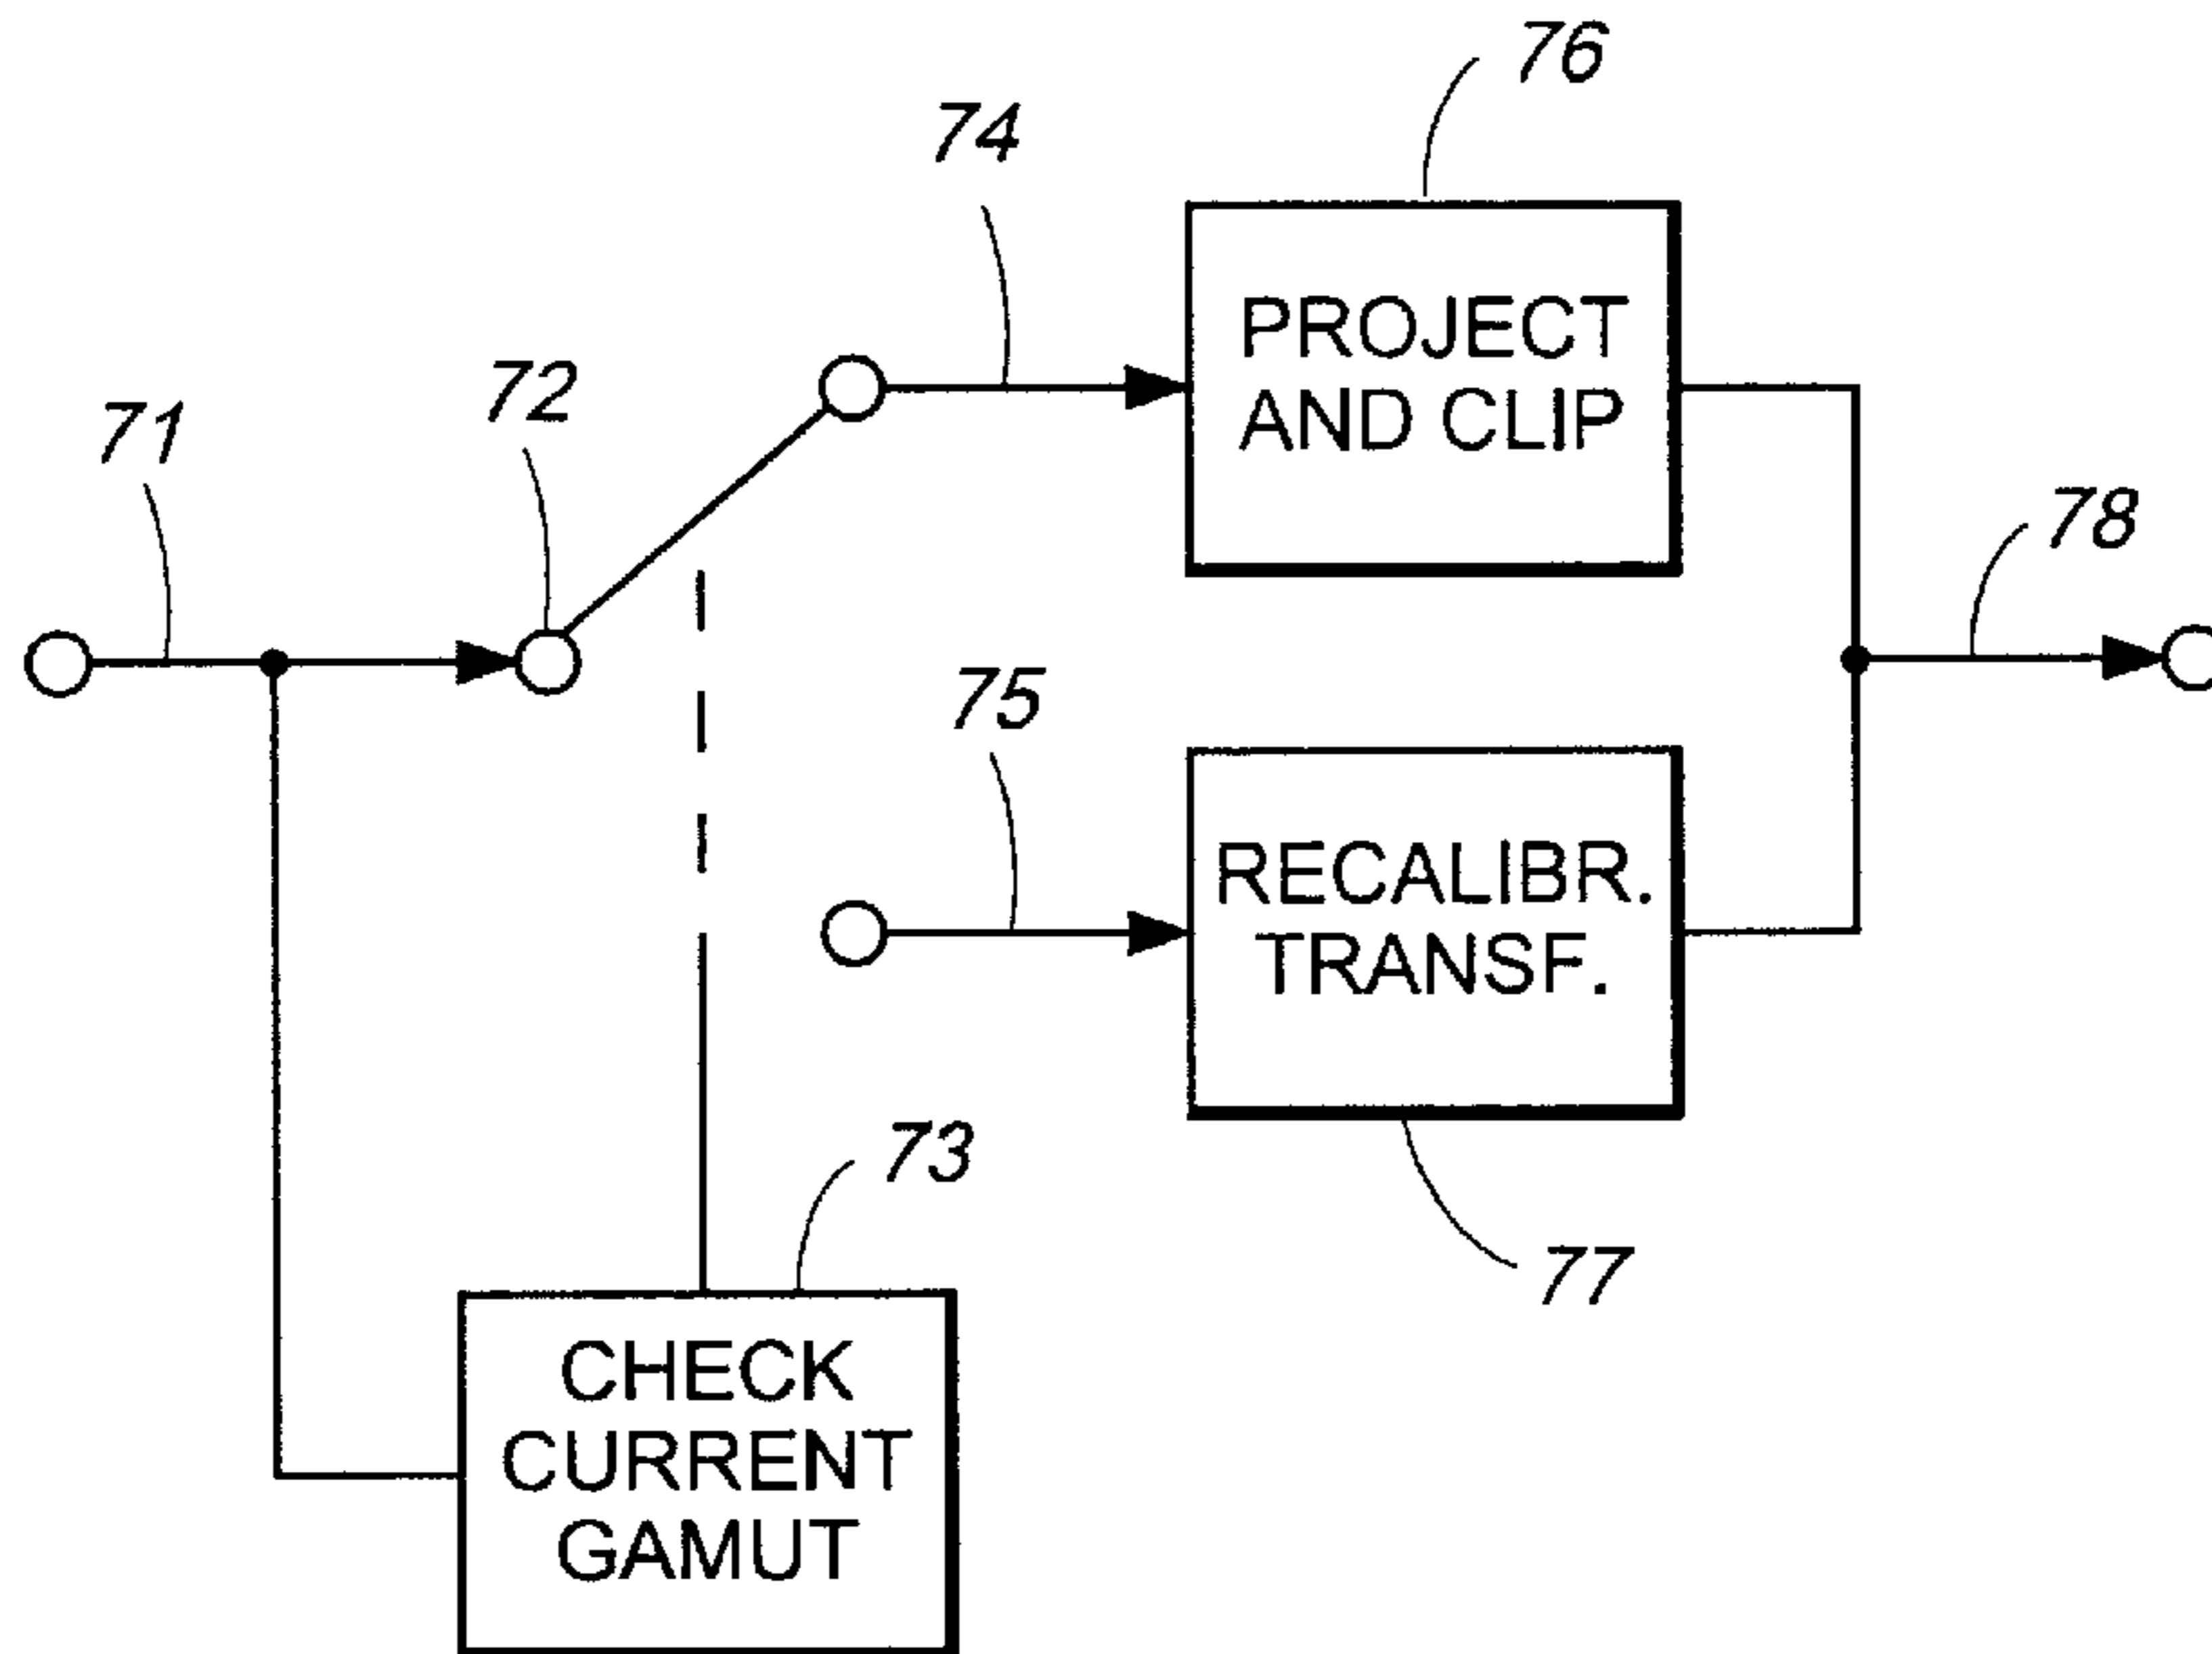 76
74
PROJECT
AND CLIP
72
71
78
75
RECALIBR.
TRANSF.
73
77
CHECK
CURRENT
GAMUT